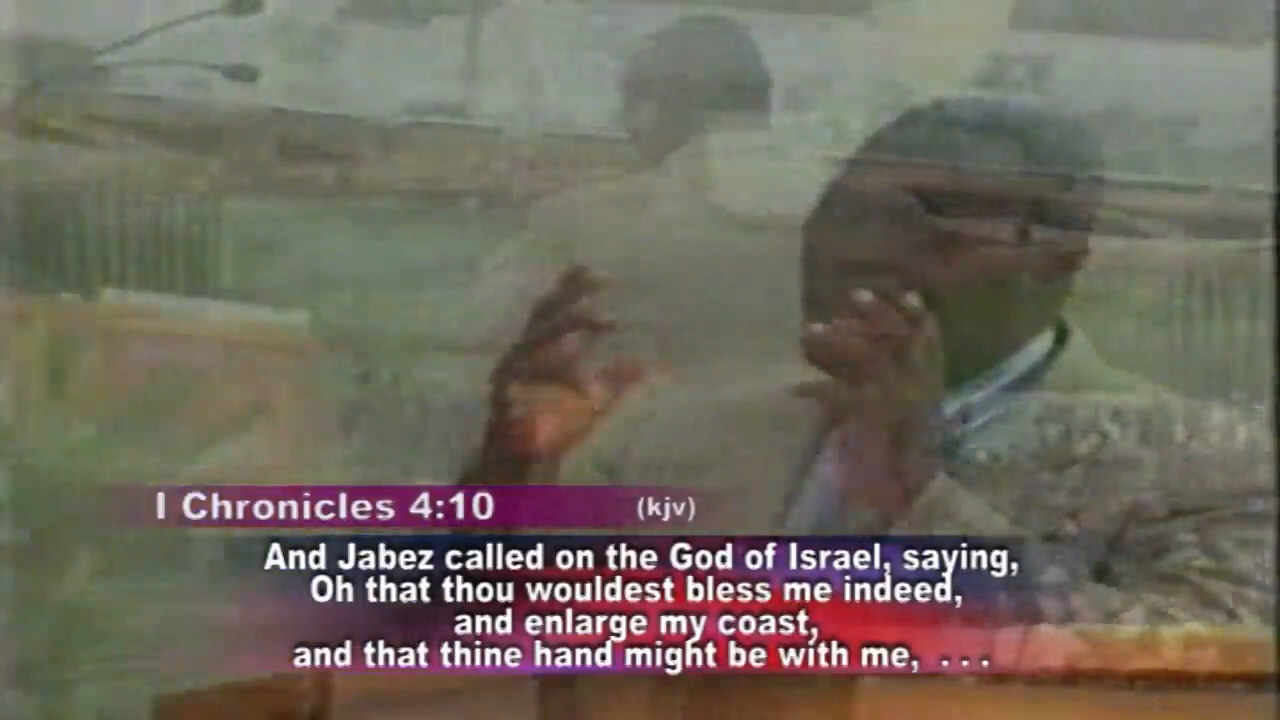 I Chronicles 4:10 (kjv)
And Jabez called on the God of Israel, saying,
Oh that thou wouldest bless me indeed,
and enlarge my coast,
and that thine hand might be with me, ...